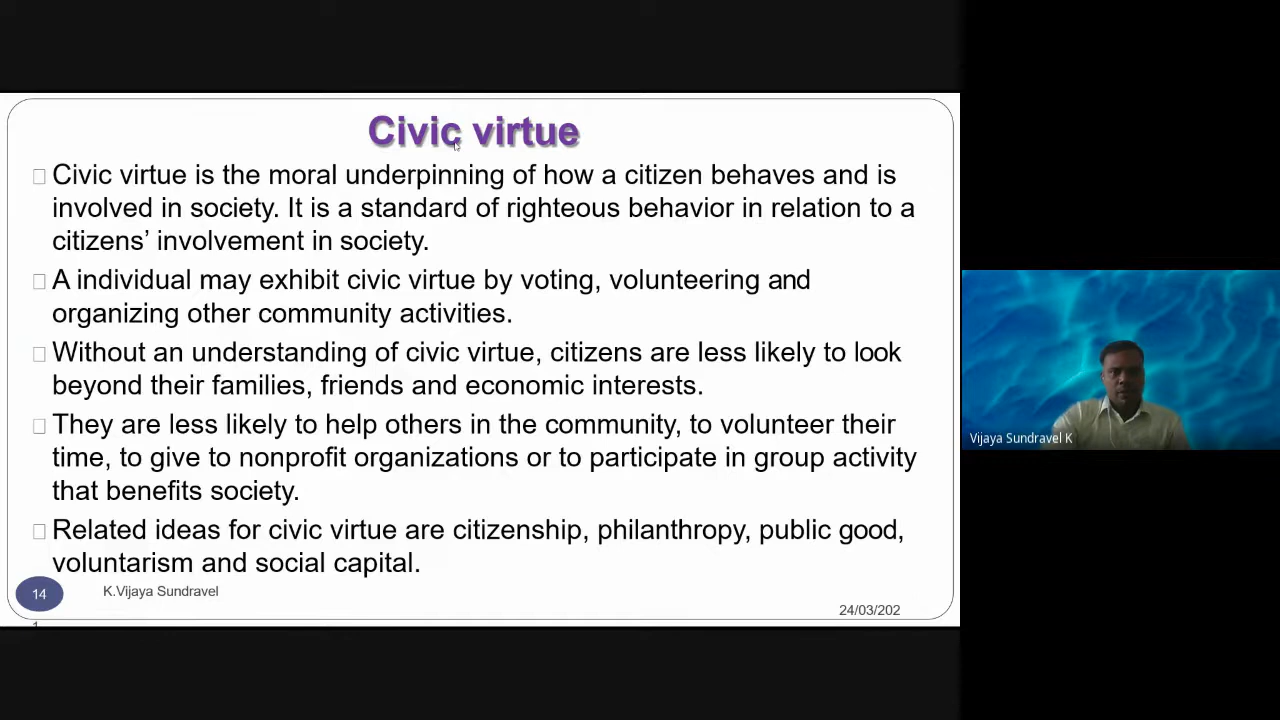 Civic virtue
Civic virtue is the moral underpinning of how a citizen behaves and is
involved in society. It is a standard of righteous behavior in relation to a
citizens’ involvement in society.
A individual may exhibit civic virtue by voting, volunteering and
organizing other community activities.
Without an understanding of civic virtue, citizens are less likely to look
beyond their families, friends and economic interests.
They are less likely to help others in the community, to volunteer their
time, to give to nonprofit organizations or to participate in group activity
that benefits society.
Related ideas for civic virtue are citizenship, philanthropy, public good,
voluntarism and social capital.
14
K.Vijaya Sundravel
24/03/202
1
Vijaya Sundravel K